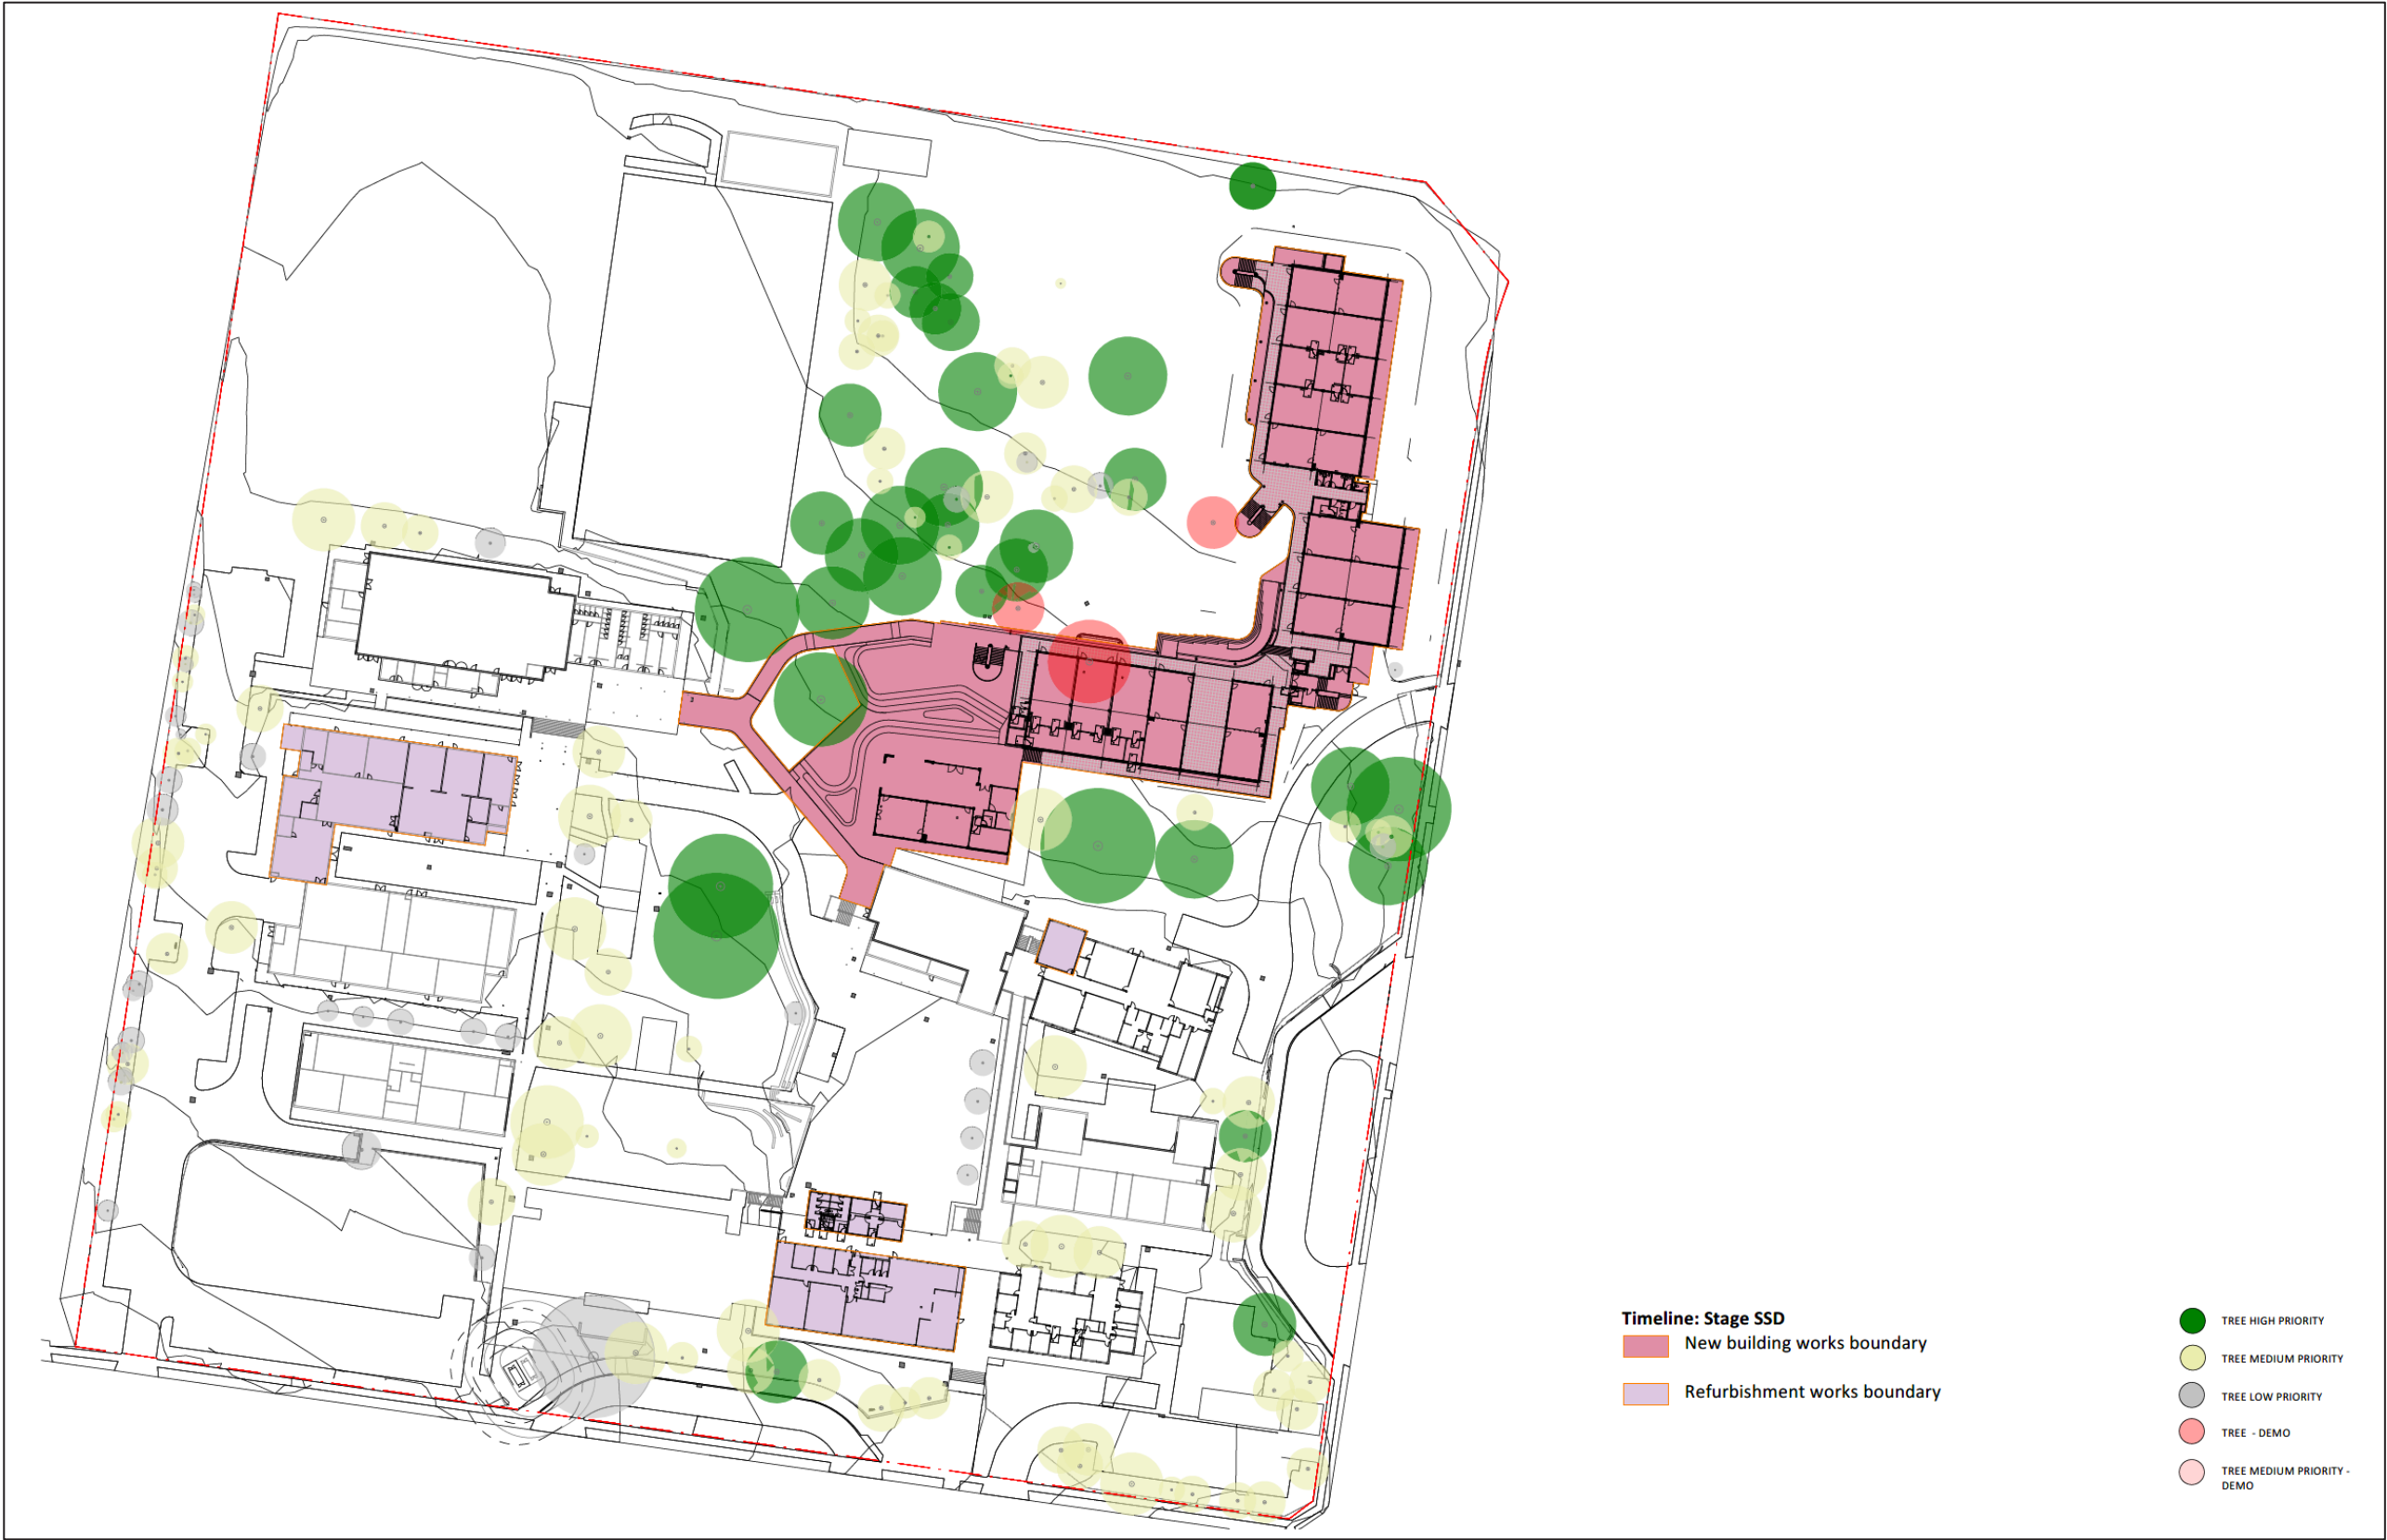 Timeline: Stage SSD
New building works boundary
Refurbishment works boundary
TREE HIGH PRIORITY
TREE MEDIUM PRIORITY
TREE LOW PRIORITY
TREE - DEMO
TREE MEDIUM PRIORITY -
DEMO